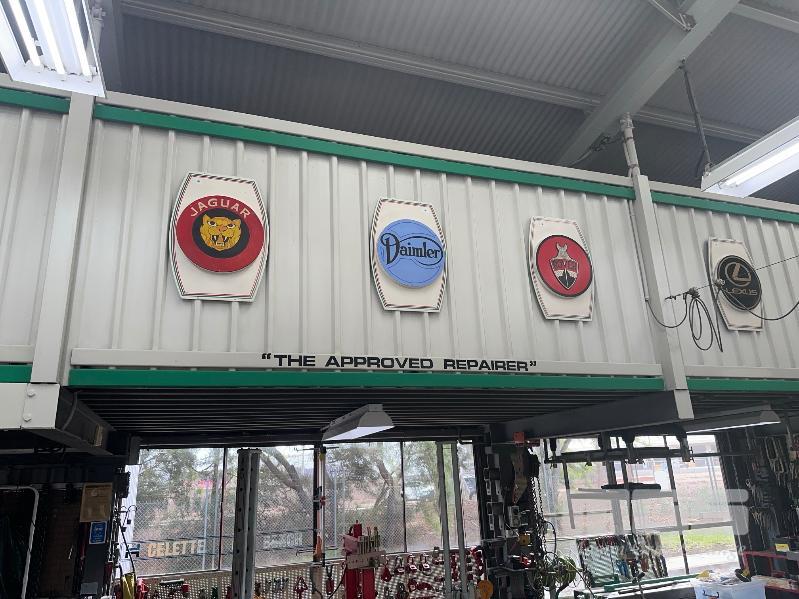 JAGUAR
Daimler
LEXUS
"THE APPROVED REPAIRER"
CELETTE